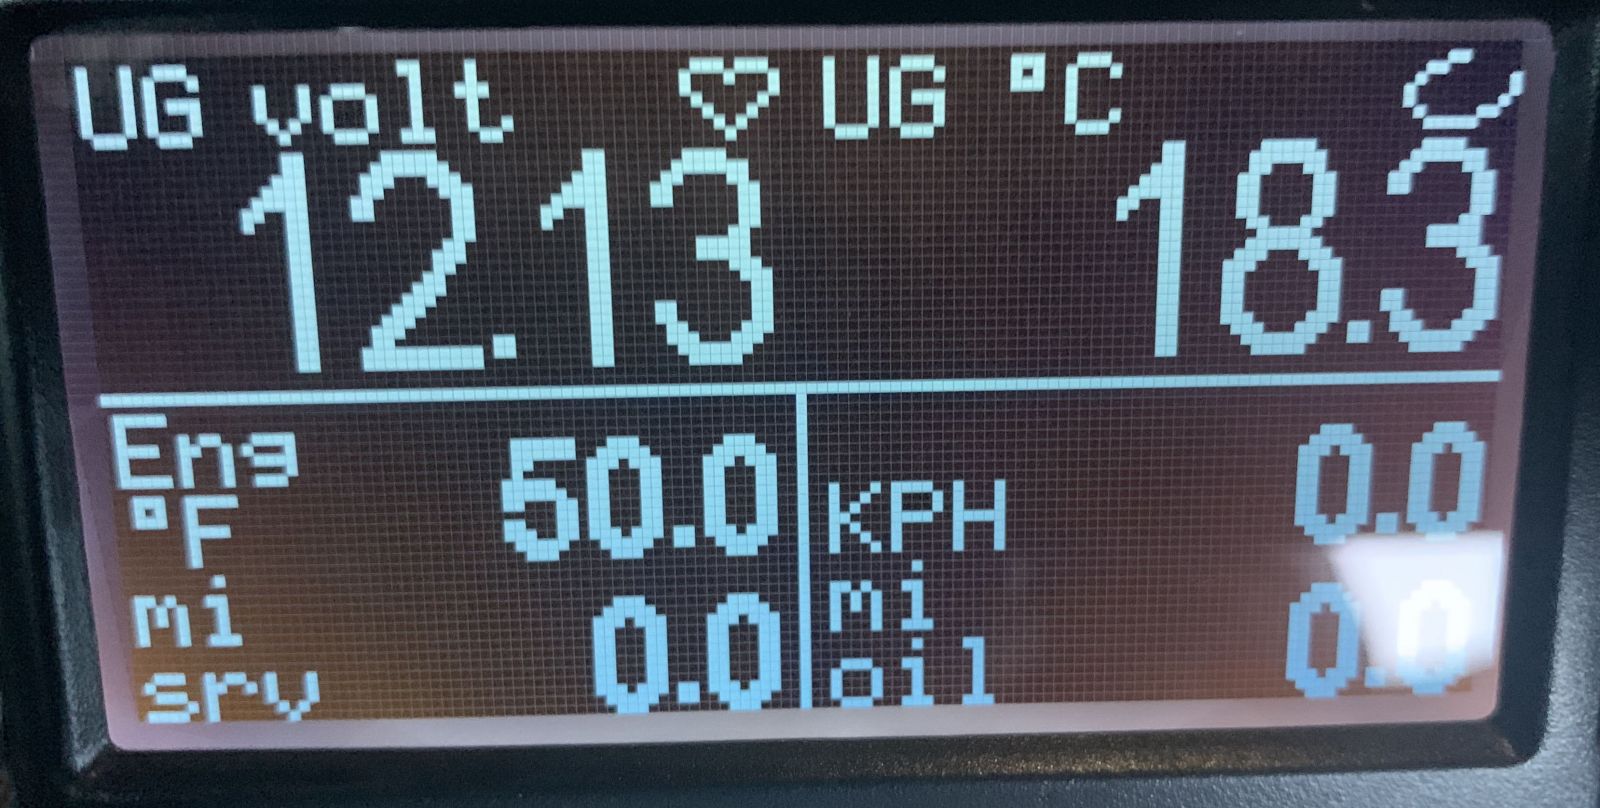 UG volt UG °C
12.13 18.3
Eng °F 50.0 KPH 0.0
mi srv 0.0 mi oil 0.0